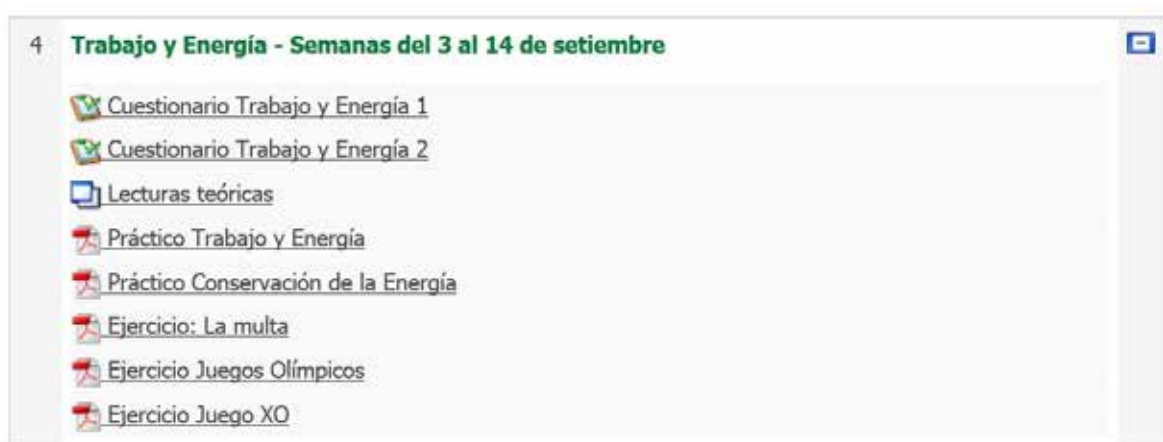 4 Trabajo y Energía - Semanas del 3 al 14 de setiembre
Cuestionario Trabajo y Energía 1
Cuestionario Trabajo y Energía 2
Lecturas teóricas
Práctico Trabajo y Energía
Práctico Conservación de la Energía
Ejercicio: La multa
Ejercicio Juegos Olímpicos
Ejercicio Juego XO